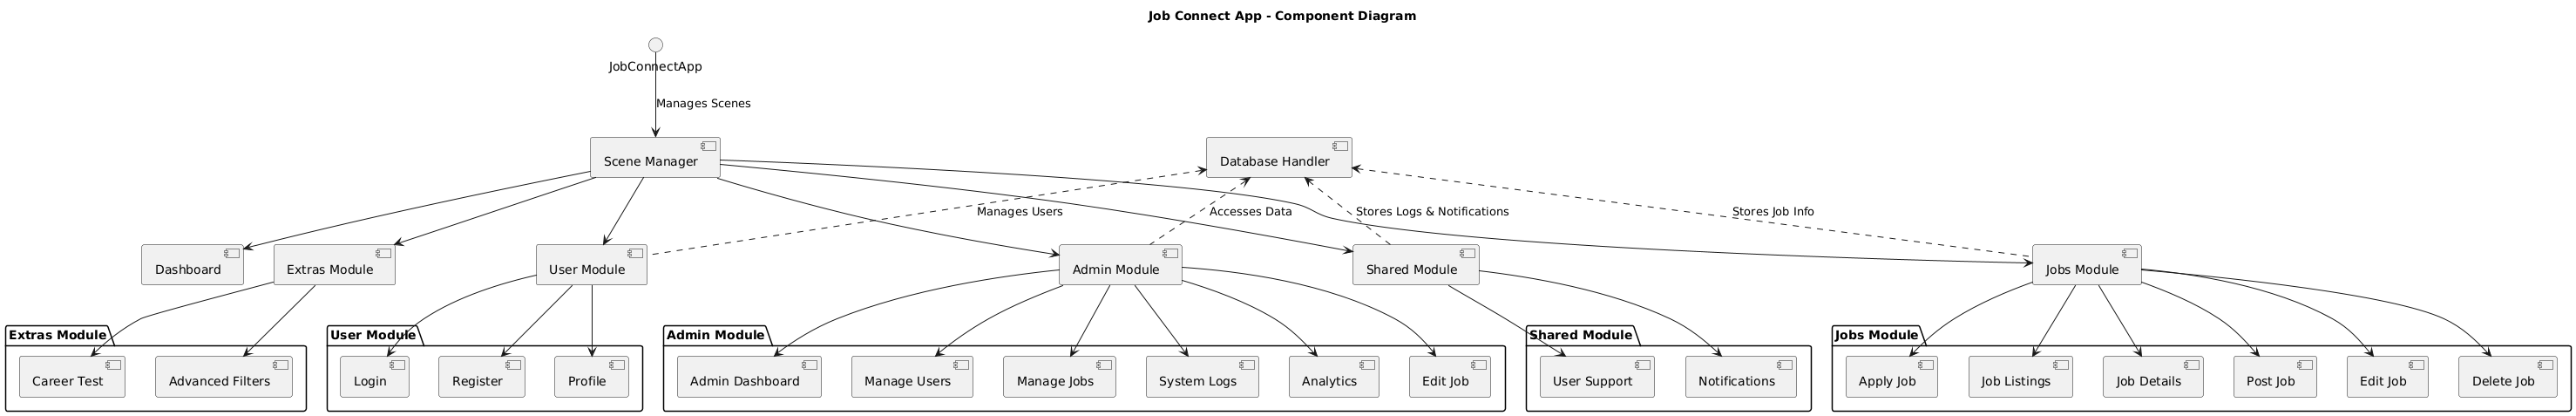 Job Connect App - Component Diagram
JobConnectApp
Manages Scenes
Scene Manager
Database Handler
Manages Users
Accesses Data
Stores Logs & Notifications
Stores Job Info
Dashboard
Extras Module
User Module
Admin Module
Shared Module
Jobs Module
Extras Module
User Module
Admin Module
Shared Module
Jobs Module
Career Test
Advanced Filters
Login
Register
Profile
Admin Dashboard
Manage Users
Manage Jobs
System Logs
Analytics
Edit Job
User Support
Notifications
Apply Job
Job Listings
Job Details
Post Job
Edit Job
Delete Job